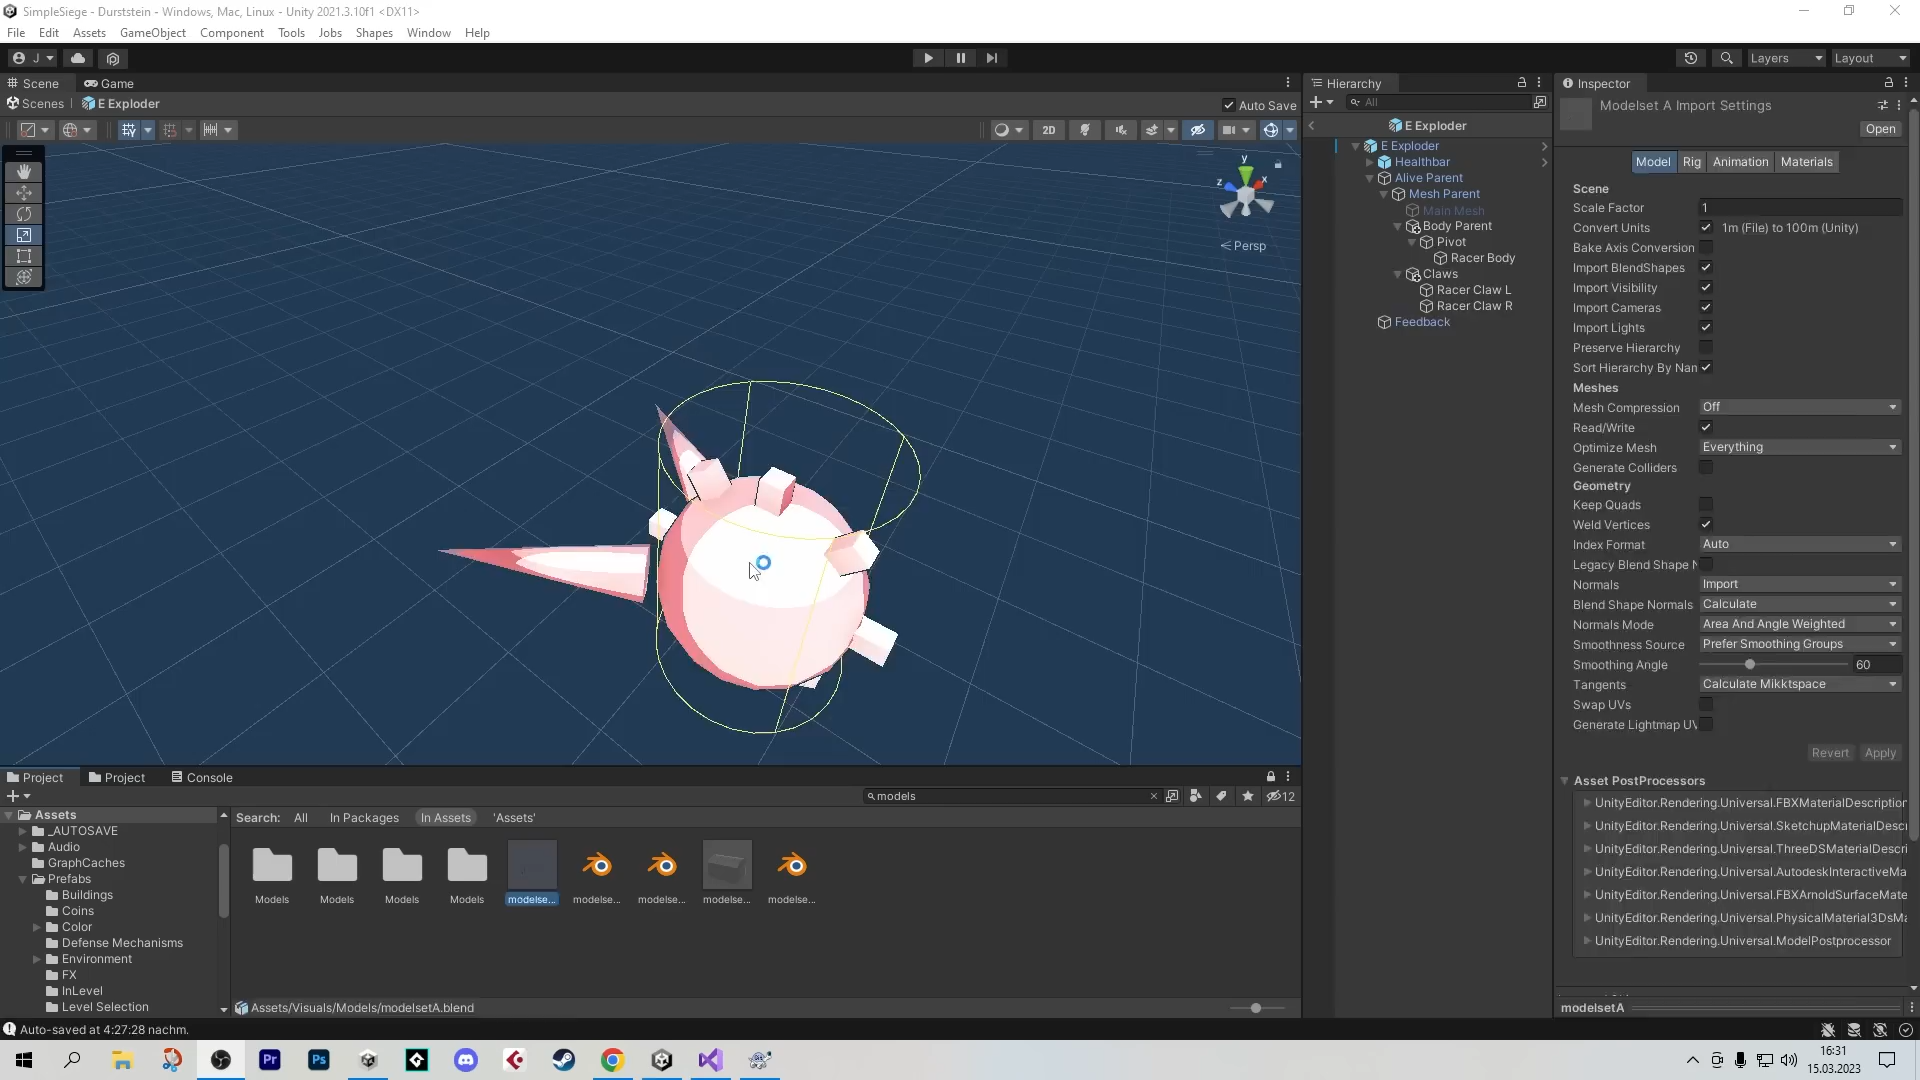 SimpleSiege - Durststein - Windows, Mac, Linux - Unity 2021.3.10f1 <DX11>
File Edit Assets GameObject Component Tools Jobs Shapes Window Help
J Layers Layout
Scene Game
Scenes E Exploder Auto Save
2D
y
z x
Persp
Hierarchy
All
E Exploder
E Exploder
Healthbar
Alive Parent
Mesh Parent
Main Mesh
Body Parent
Pivot
Racer Body
Claws
Racer Claw L
Racer Claw R
Feedback
Inspector
Modelset A Import Settings
Open
Model Rig Animation Materials
Scene
Scale Factor 1
Convert Units 1m (File) to 100m (Unity)
Bake Axis Conversion
Import BlendShapes
Import Visibility
Import Cameras
Import Lights
Preserve Hierarchy
Sort Hierarchy By Nan
Meshes
Mesh Compression Off
Read/Write
Optimize Mesh Everything
Generate Colliders
Geometry
Keep Quads
Weld Vertices
Index Format Auto
Legacy Blend Shape N
Normals Import
Blend Shape Normals Calculate
Normals Mode Area And Angle Weighted
Smoothness Source Prefer Smoothing Groups
Smoothing Angle 60
Tangents Calculate Mikktspace
Swap UVs
Generate Lightmap UV
Revert Apply
Asset PostProcessors
UnityEditor.Rendering.Universal.FBXMaterialDescription
UnityEditor.Rendering.Universal.SketchupMaterialDescr
UnityEditor.Rendering.Universal.ThreeDSMaterialDescri
UnityEditor.Rendering.Universal.AutodeskInteractiveMa
UnityEditor.Rendering.Universal.FBXArnoldSurfaceMate
UnityEditor.Rendering.Universal.PhysicalMaterial3DsMa
UnityEditor.Rendering.Universal.ModelPostprocessor
modelsetA
Project Project Console
models 12
Assets
_AUTOSAVE
Audio
GraphCaches
Prefabs
Buildings
Coins
Color
Defense Mechanisms
Environment
FX
InLevel
Level Selection
Search: All In Packages In Assets 'Assets'
Models Models Models Models modelse... modelse... modelse... modelse... modelse...
Assets/Visuals/Models/modelsetA.blend
Auto-saved at 4:27:28 nachm.
Pr Ps
16:31
15.03.2023